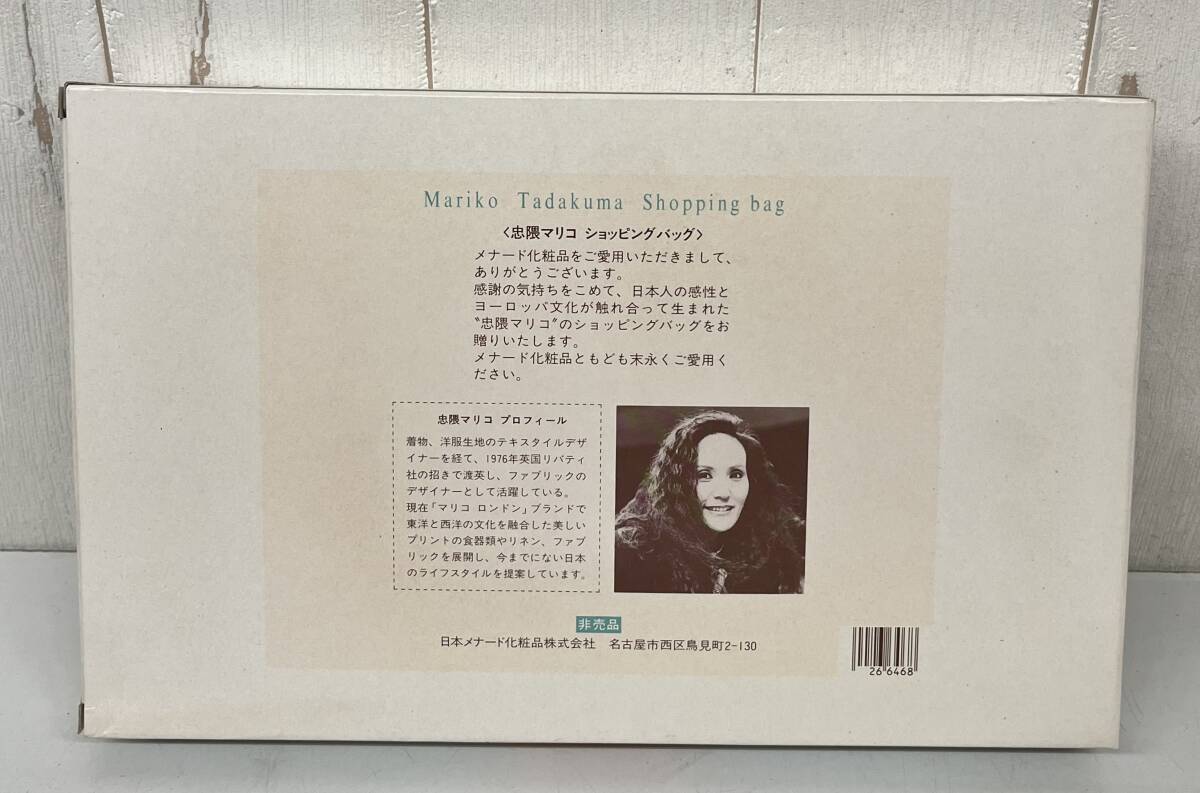 Mariko Tadakuma Shopping bag
〈忠隈マリコ ショッピングバッグ〉
メナード化粧品をご愛用いただきまして、
ありがとうございます。
感謝の気持ちをこめて、日本人の感性と
ヨーロッパ文化が触れ合って生まれた
〝忠隈マリコ〟のショッピングバッグをお
贈りいたします。
メナード化粧品ともども末永くご愛用く
ださい。
忠隈マリコ プロフィール
着物、洋服生地のテキスタイルデザ
イナーを経て、1976年英国リバティ
社の招きで渡英し、ファブリックの
デザイナーとして活躍している。
現在「マリコ ロンドン」ブランドで
東洋と西洋の文化を融合した美しい
プリントの食器類やリネン、ファブ
リックを展開し、今までにない日本
のライフスタイルを提案しています。
非売品
日本メナード化粧品株式会社 名古屋市西区鳥見町2-130
26 6468